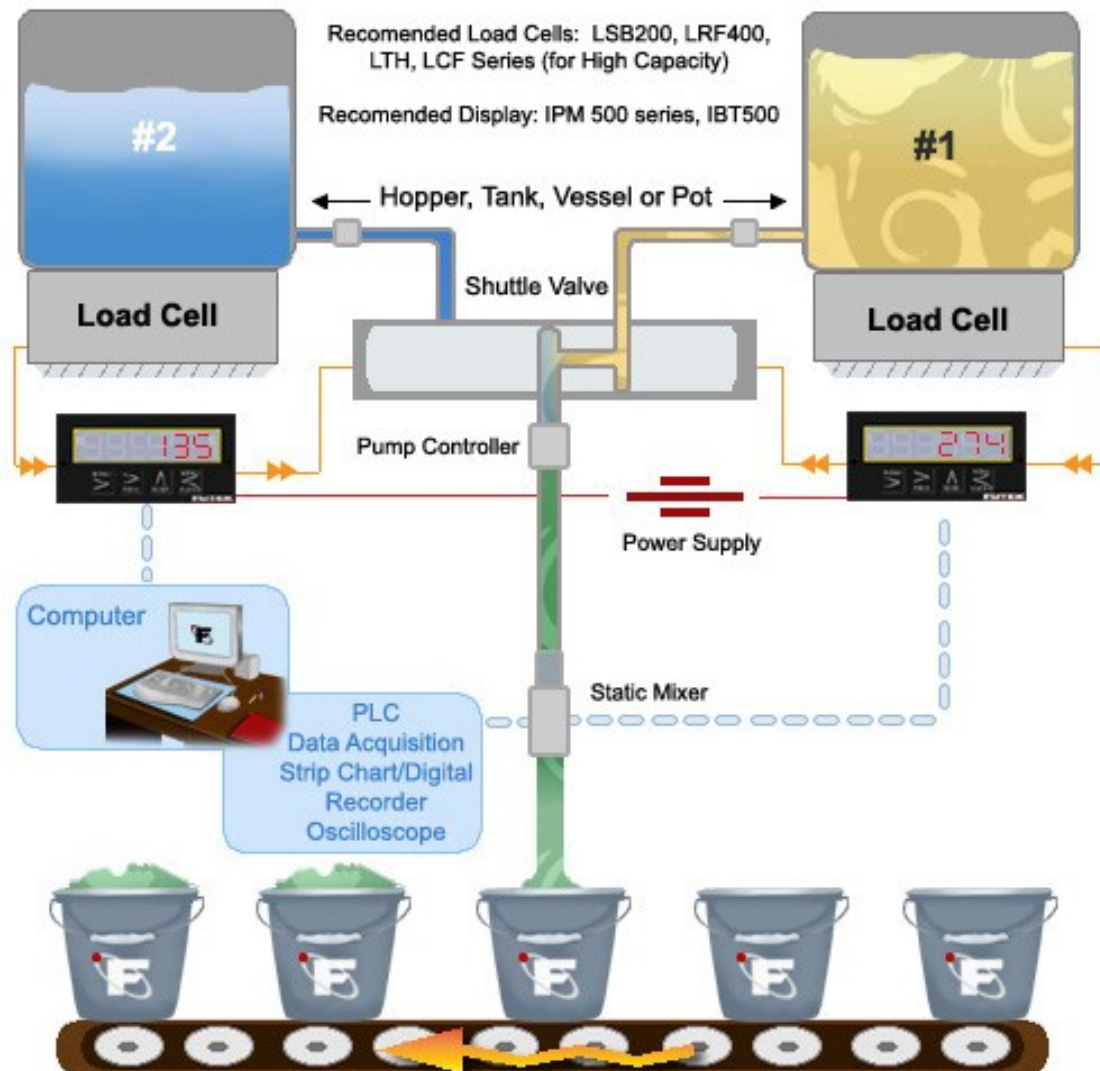 Recomended Load Cells: LSB200, LRF400,
LTH, LCF Series (for High Capacity)
Recomended Display: IPM 500 series, IBT500
#2
#1
Hopper, Tank, Vessel or Pot
Shuttle Valve
Load Cell
Load Cell
135
274
Pump Controller
FUTEK
FUTEK
Power Supply
Computer
F
Static Mixer
PLC
Data Acquisition
Strip Chart/Digital
Recorder
Oscilloscope
F
F
F
F
F